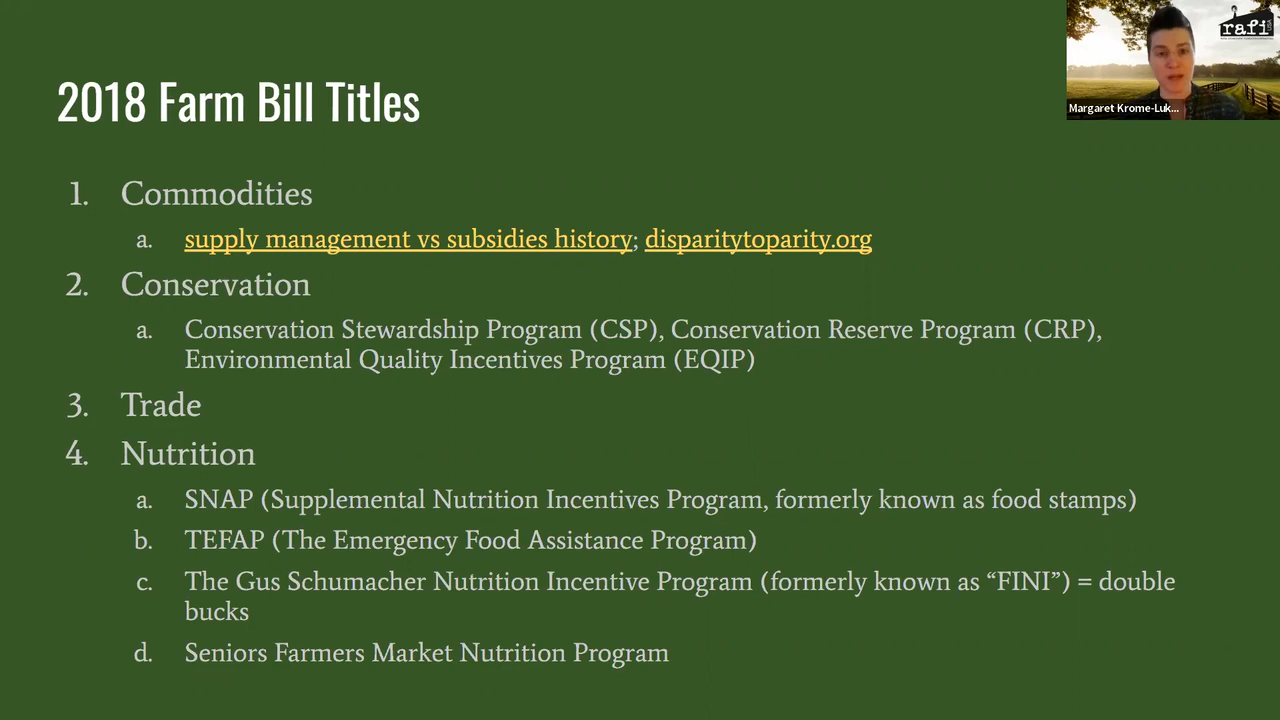 rafi
USA
Margaret Krome-Luk...
2018 Farm Bill Titles
1. Commodities
a. supply management vs subsidies history; disparitytoparity.org
2. Conservation
a. Conservation Stewardship Program (CSP), Conservation Reserve Program (CRP),
Environmental Quality Incentives Program (EQIP)
3. Trade
4. Nutrition
a. SNAP (Supplemental Nutrition Incentives Program, formerly known as food stamps)
b. TEFAP (The Emergency Food Assistance Program)
c. The Gus Schumacher Nutrition Incentive Program (formerly known as “FINI”) = double
bucks
d. Seniors Farmers Market Nutrition Program